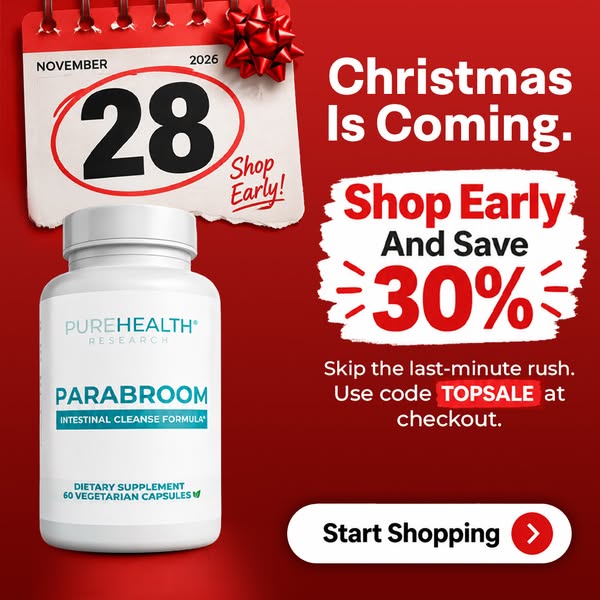 NOVEMBER 2026
28
Shop
Early!
Christmas
Is Coming.
Shop Early
And Save
30%
Skip the last-minute rush.
Use code TOPSALE at
checkout.
PUREHEALTH®
RESEARCH
PARABROOM
INTESTINAL CLEANSE FORMULA*
DIETARY SUPPLEMENT
60 VEGETARIAN CAPSULES
Start Shopping